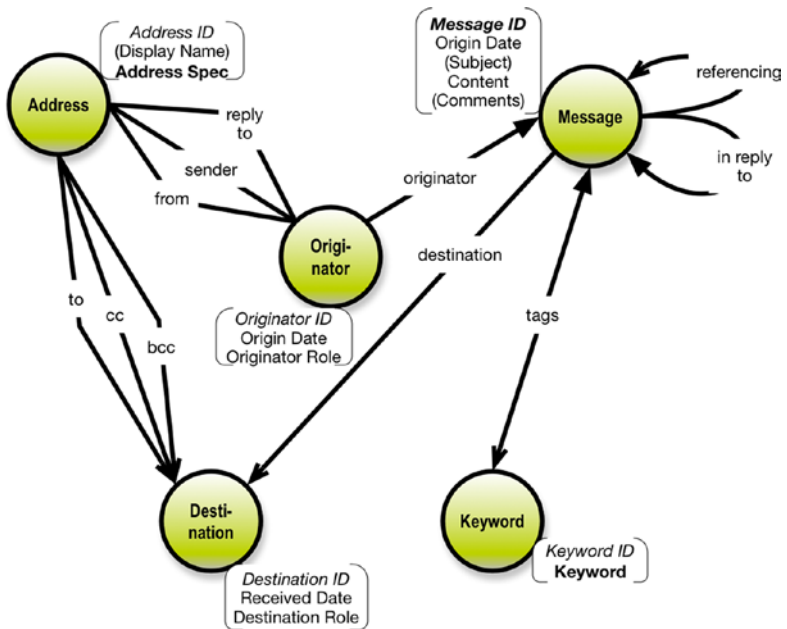 Address ID
(Display Name)
Address Spec
Address
Message ID
Origin Date
(Subject)
Content
(Comments)
Message
referencing
in reply
to
reply
to
sender
from
originator
Origi-
nator
destination
Originator ID
Origin Date
Originator Role
to
cc
bcc
tags
Desti-
nation
Keyword
Destination ID
Received Date
Destination Role
Keyword ID
Keyword